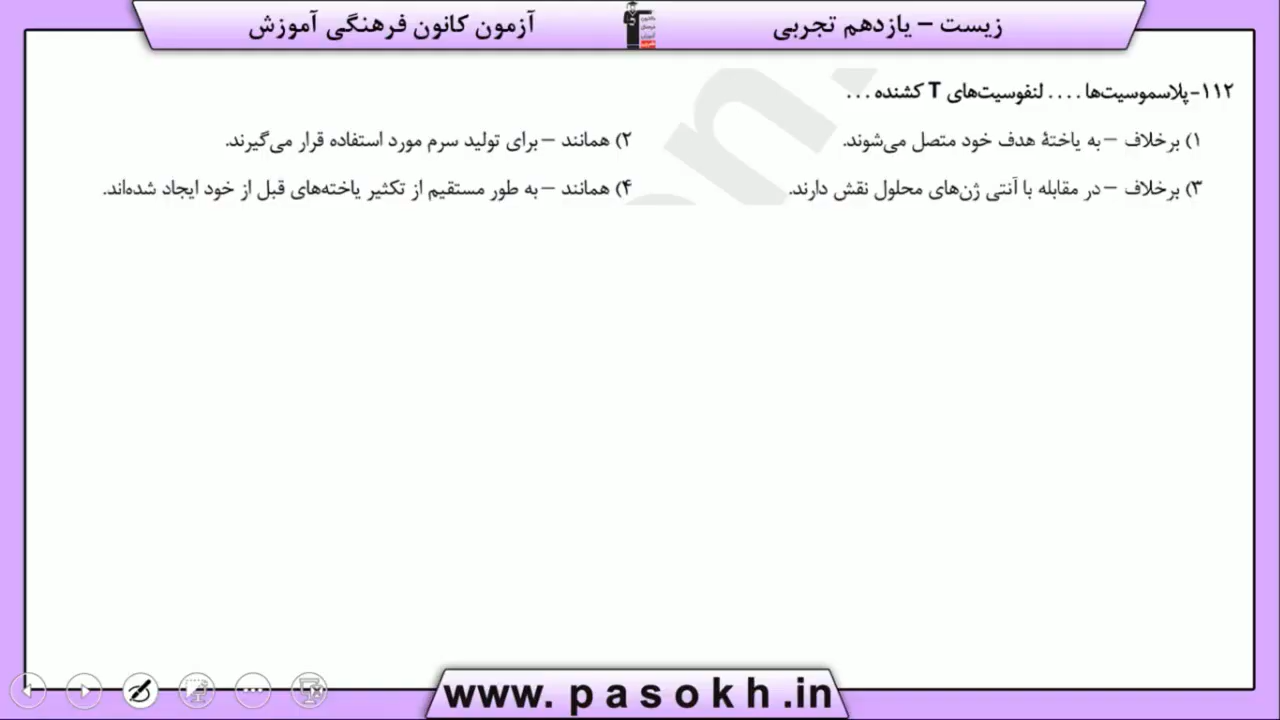 زیست – یازدهم تجربی
آزمون کانون فرهنگی آموزش
۱۱۲-پلاسموسیت‌ها .... لنفوسیت‌های T کشنده ...
۱) برخلاف – به یاختهٔ هدف خود متصل می‌شوند.
۲) همانند – برای تولید سرم مورد استفاده قرار می‌گیرند.
۳) برخلاف – در مقابله با آنتی ژن‌های محلول نقش دارند.
۴) همانند – به طور مستقیم از تکثیر یاخته‌های قبل از خود ایجاد شده‌اند.
www. p a s o k h .in